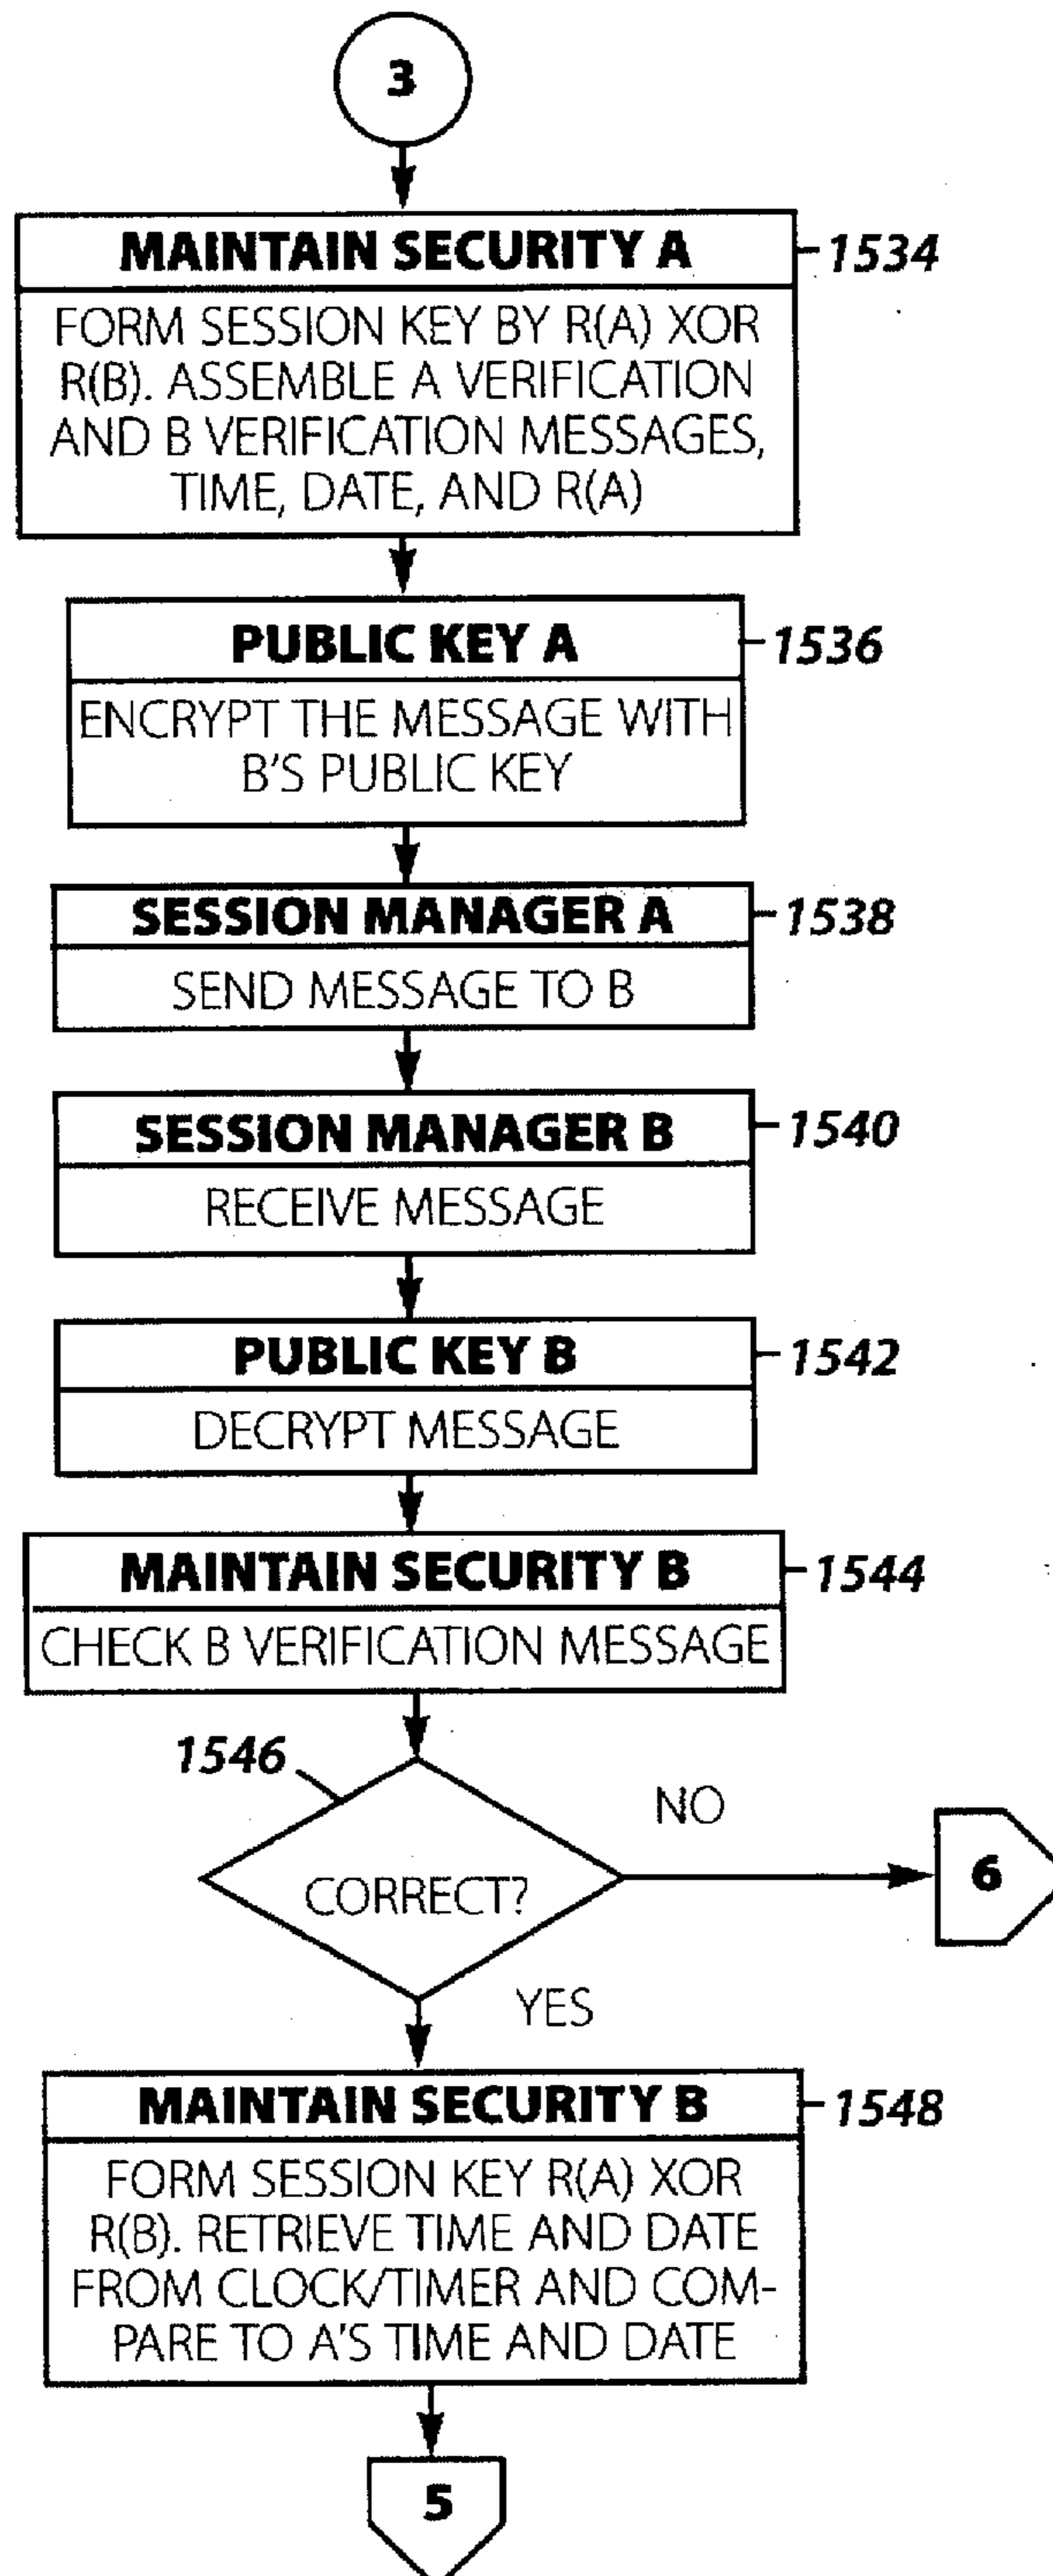 3
MAINTAIN SECURITY A
1534
FORM SESSION KEY BY R(A) XOR
R(B). ASSEMBLE A VERIFICATION
AND B VERIFICATION MESSAGES,
TIME, DATE, AND R(A)
PUBLIC KEY A
1536
ENCRYPT THE MESSAGE WITH
B'S PUBLIC KEY
SESSION MANAGER A
1538
SEND MESSAGE TO B
SESSION MANAGER B
1540
RECEIVE MESSAGE
PUBLIC KEY B
1542
DECRYPT MESSAGE
MAINTAIN SECURITY B
1544
CHECK B VERIFICATION MESSAGE
1546
NO
CORRECT?
6
YES
MAINTAIN SECURITY B
1548
FORM SESSION KEY R(A) XOR
R(B). RETRIEVE TIME AND DATE
FROM CLOCK/TIMER AND COM-
PARE TO A'S TIME AND DATE
5